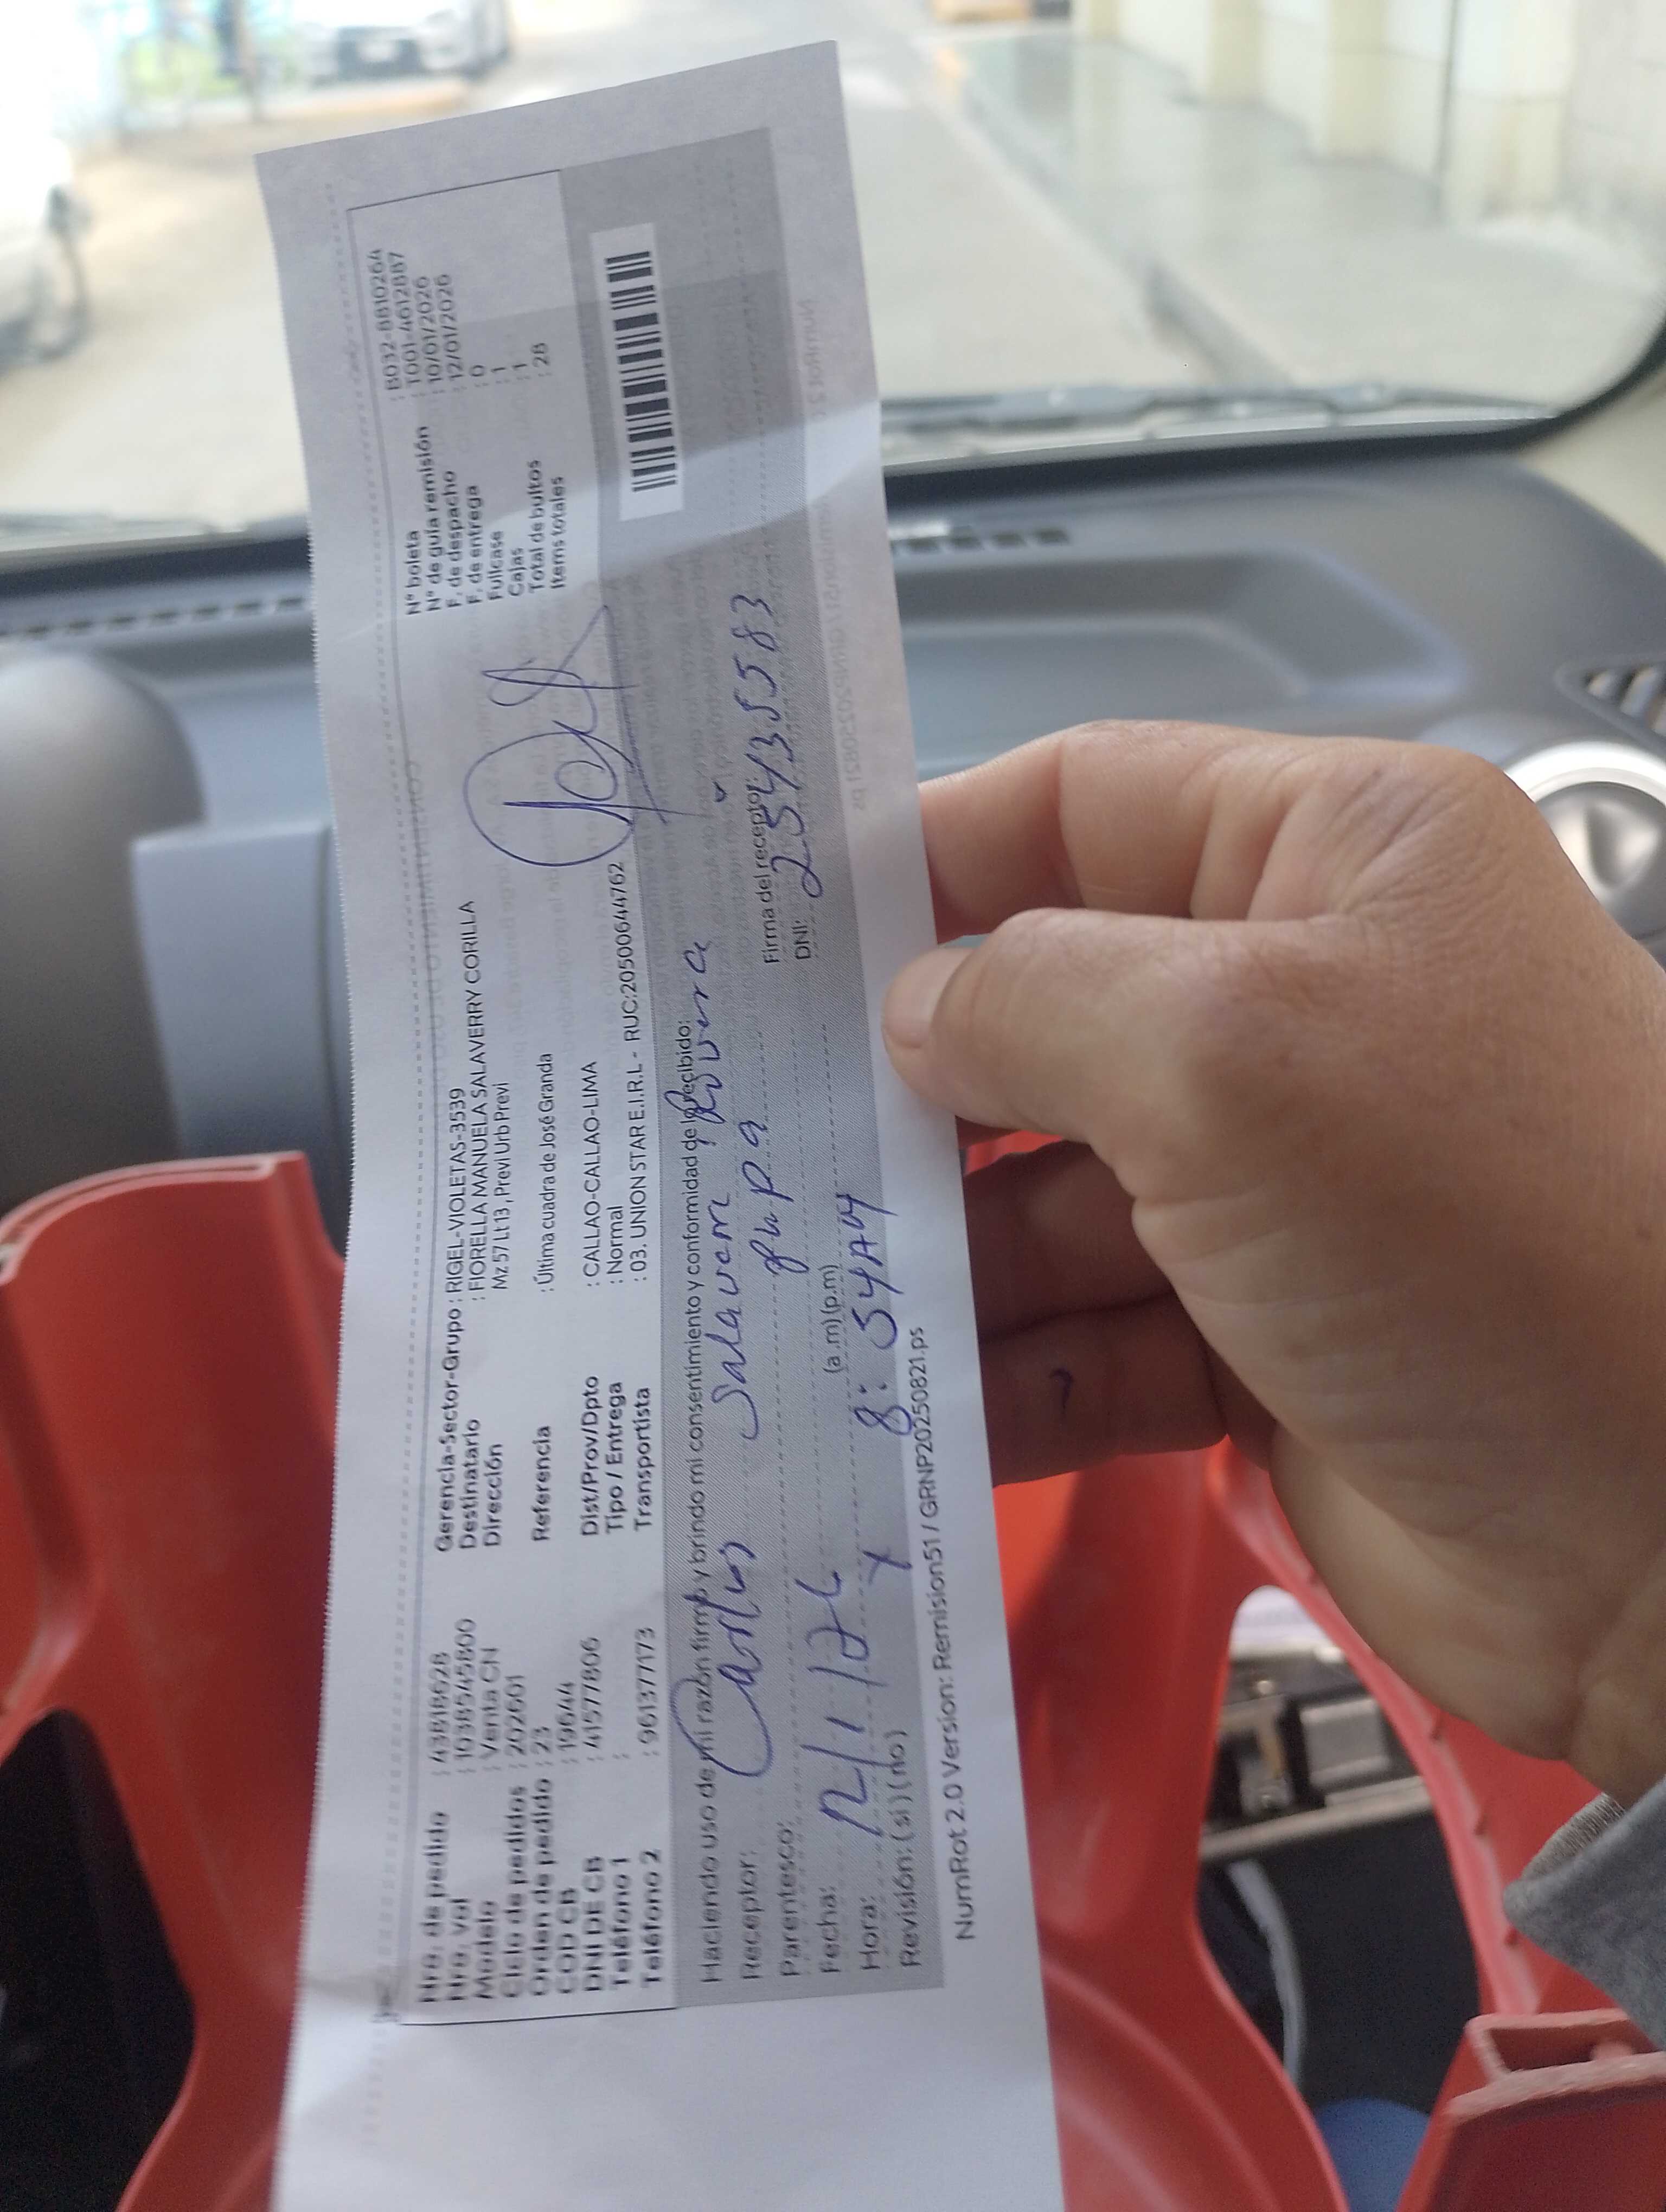 Nro. de pedido : 43818628
Nro. val : 1038545800
Modelo : Venta CN
Ciclo de pedidos : 202601
Orden de pedido : 23
COD CB : 19644
DNI DE CB : 41577806
Teléfono 1 :
Teléfono 2 : 961377173
Gerencia-Sector-Grupo : RIGEL-VIOLETAS-3539
Destinatario : FIORELLA MANUELA SALAVERRY CORILLA
Dirección Mz 57 Lt 13 , Previ Urb Previ
Referencia : Última cuadra de José Granda
Dist/Prov/Dpto : CALLAO-CALLAO-LIMA
Tipo / Entrega : Normal
Transportista : 03. UNION STAR E.I.R.L - RUC:20500644762
N° boleta : B032-8810264
N° de guía remisión : T001-4612887
F. de despacho : 10/01/2026
F. de entrega : 12/01/2026
Fullcase : 0
Cajas : 1
Total de bultos : 1
Items totales : 28
Haciendo uso de mi razón firmo y brindo mi consentimiento y conformidad de lo recibido:
Receptor: Carlos
Parentesco: papa
Fecha: 12/1/26
Hora: 8:54 AM (a.m) (p.m)
Revisión: (si) (no) X
Firma del receptor:
DNI:
NumRot 2.0 Version: Remision51 / GRNP20250821.ps